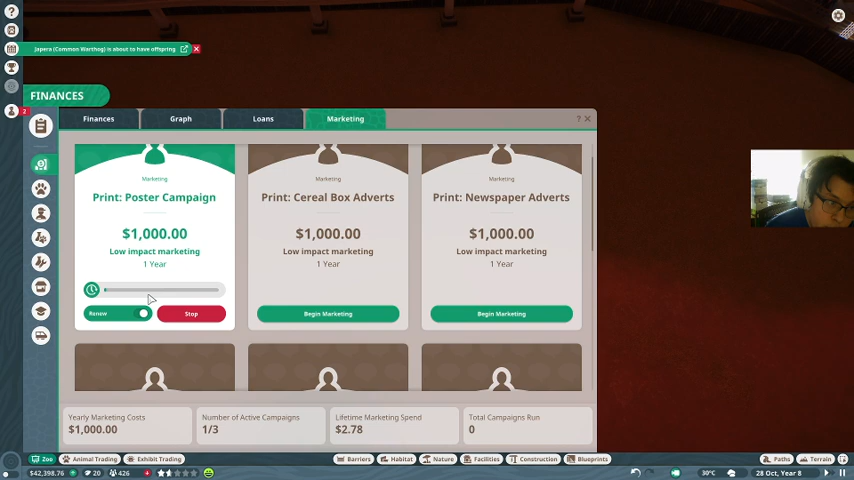 Japera (Common Warthog) is about to have offspring
FINANCES
Finances
Graph
Loans
Marketing
?
2
Marketing
Print: Poster Campaign
$1,000.00
Low impact marketing
1 Year
Renew
Stop
Marketing
Print: Cereal Box Adverts
$1,000.00
Low impact marketing
1 Year
Begin Marketing
Marketing
Print: Newspaper Adverts
$1,000.00
Low impact marketing
1 Year
Begin Marketing
Yearly Marketing Costs
$1,000.00
Number of Active Campaigns
1/3
Lifetime Marketing Spend
$2.78
Total Campaigns Run
0
Zoo
Animal Trading
Exhibit Trading
Barriers
Habitat
Nature
Facilities
Construction
Blueprints
Paths
Terrain
$42,398.76
20
426
30°C
28 Oct, Year 8